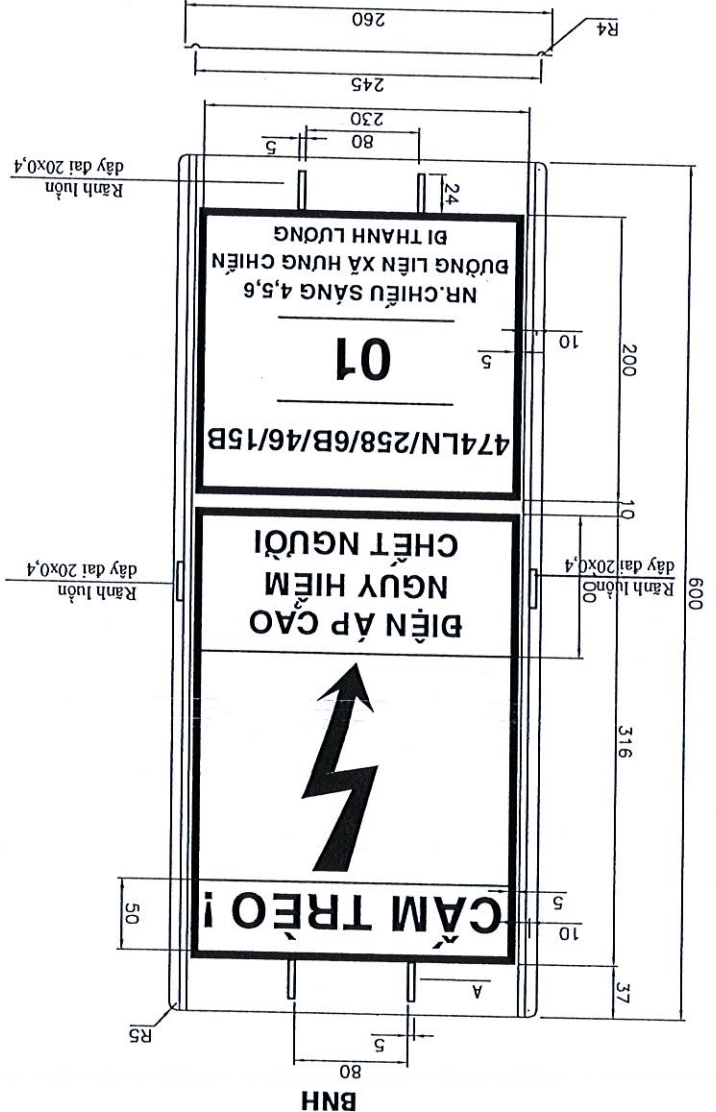 BNH
80
5
A
R5
37
10
5
50
CẤM TRÈO !
316
600
ĐIỆN ÁP CAO
NGUY HIỂM
CHẾT NGƯỜI
Rãnh luồn
dây đai 20x0,4
00
Rãnh luồn
dây đai 20x0,4
10
474LN/258/6B/46/15B
01
NR.CHIẾU SÁNG 4,5,6
ĐƯỜNG LIÊN XÃ HƯNG CHIẾN
ĐI THANH LƯƠNG
200
5
10
24
Rãnh luồn
dây đai 20x0,4
80
5
230
245
R4
260